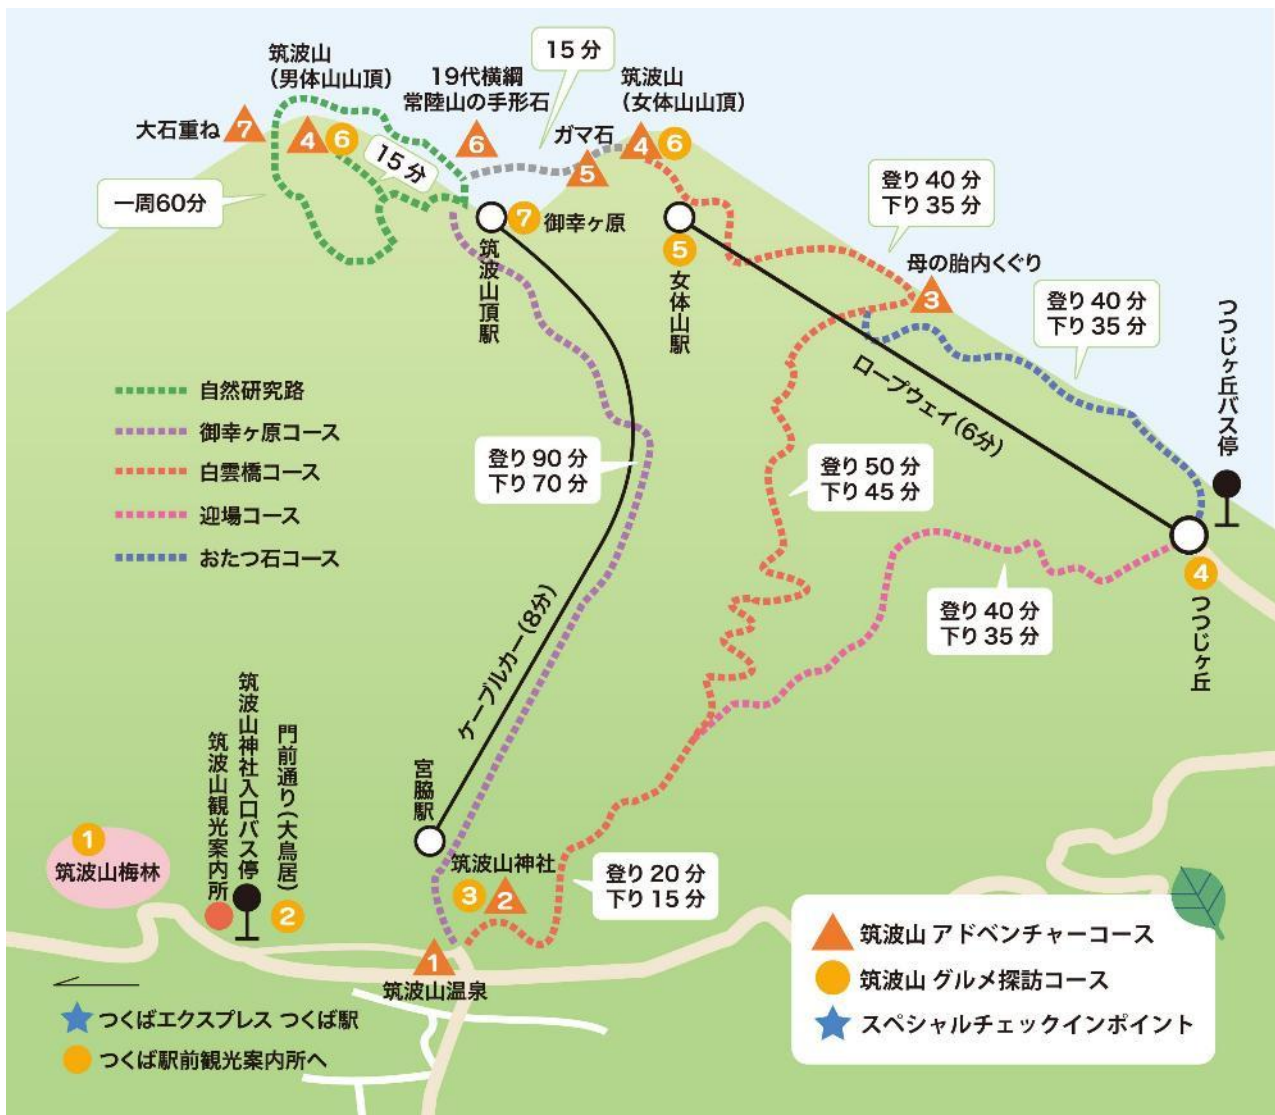 15分
筑波山
（男体山山頂）
19代横綱
常陸山の手形石
筑波山
（女体山山頂）
大石重ね
7
4
6
6
ガマ石
5
4
6
15分
一周60分
登り40分
下り35分
7
御幸ヶ原
筑波山頂駅
5
女体山駅
母の胎内くぐり
3
登り40分
下り35分
つつじヶ丘バス停
ロープウェイ(6分)
自然研究路
御幸ヶ原コース
白雲橋コース
迎場コース
おたつ石コース
登り90分
下り70分
登り50分
下り45分
登り40分
下り35分
4
つつじヶ丘
ケーブルカー(8分)
宮脇駅
1
筑波山梅林
筑波山観光案内所
筑波山神社入口バス停
門前通り(大鳥居)
2
筑波山神社
3
2
登り20分
下り15分
1
筑波山温泉
つくばエクスプレス つくば駅
つくば駅前観光案内所へ
筑波山 アドベンチャーコース
筑波山 グルメ探訪コース
スペシャルチェックインポイント